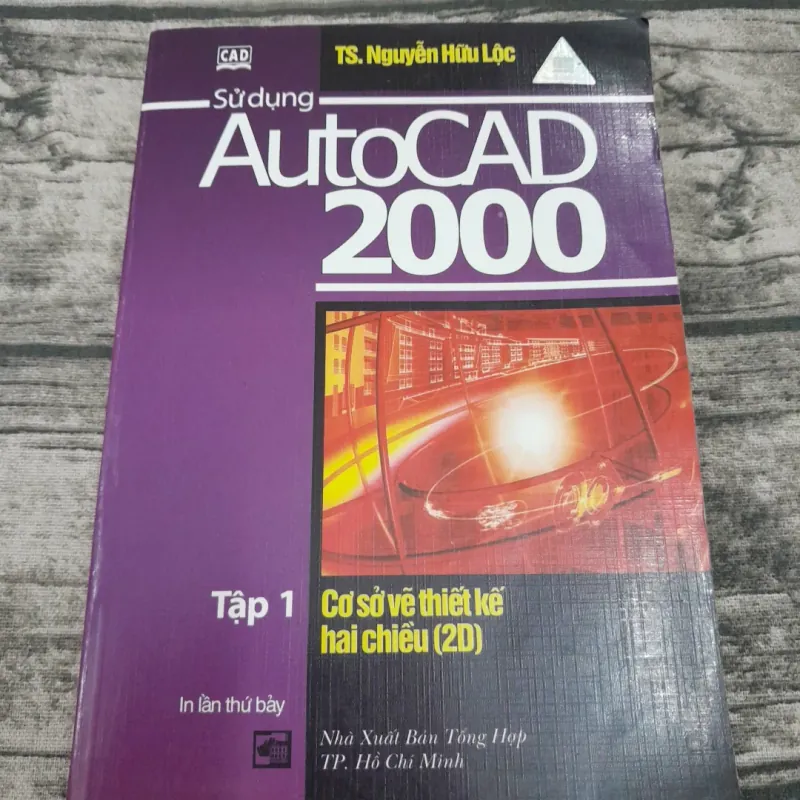 CAD
TS. Nguyễn Hữu Lộc
Sử dụng
AutoCAD
2000
Tập 1
Cơ sở vẽ thiết kế
hai chiều (2D)
In lần thứ bảy
Nhà Xuất Bản Tổng Hợp
TP. Hồ Chí Minh